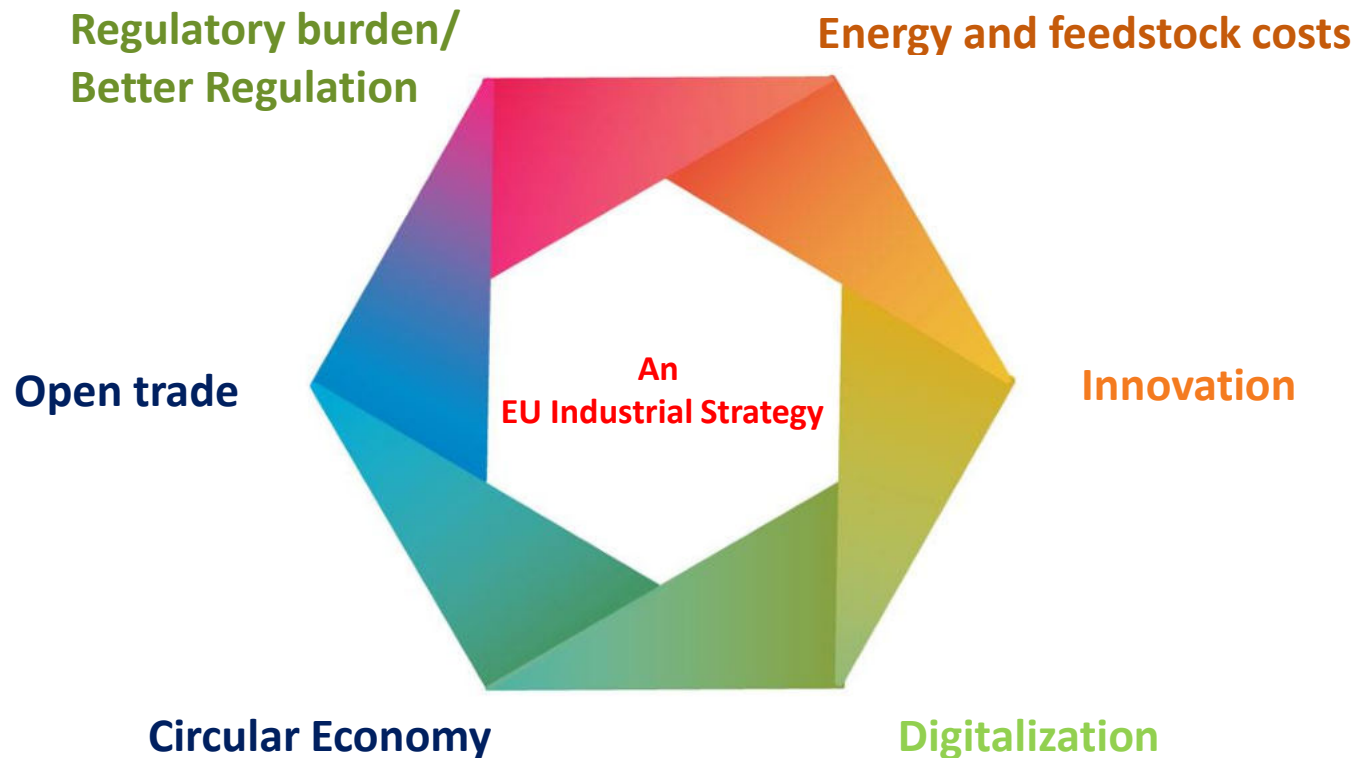 Regulatory burden/
Better Regulation
Energy and feedstock costs
Open trade
An
EU Industrial Strategy
Innovation
Circular Economy
Digitalization